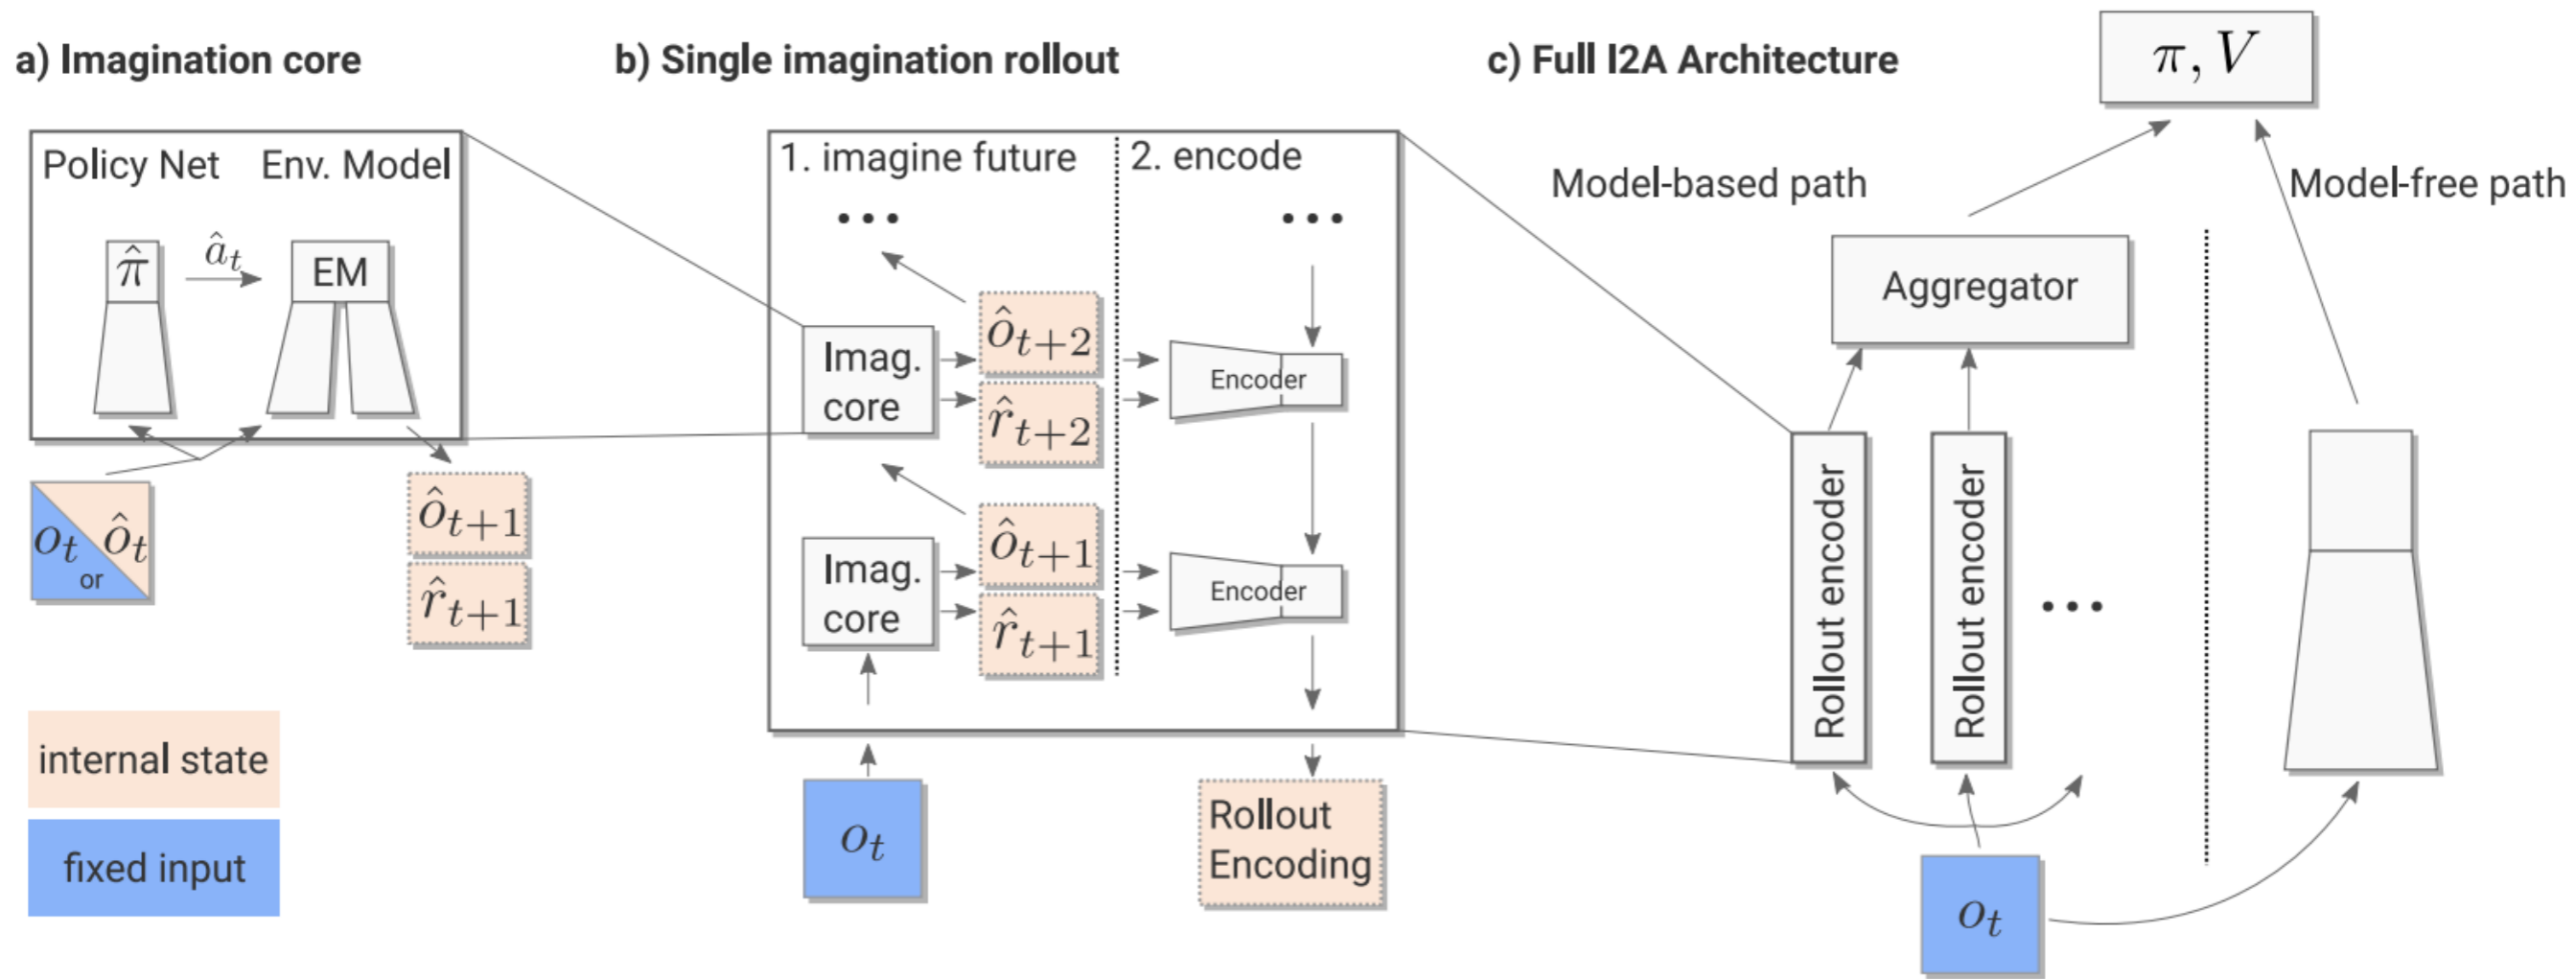 a) Imagination core
Policy Net Env. Model
π̂
â_t
EM
o_t
ô_t
or
ô_{t+1}
r̂_{t+1}
internal state
fixed input
b) Single imagination rollout
1. imagine future
2. encode
...
...
Imag.
core
ô_{t+2}
r̂_{t+2}
Encoder
Imag.
core
ô_{t+1}
r̂_{t+1}
Encoder
o_t
Rollout
Encoding
c) Full I2A Architecture
π, V
Model-based path
Model-free path
Aggregator
Rollout encoder
Rollout encoder
...
o_t